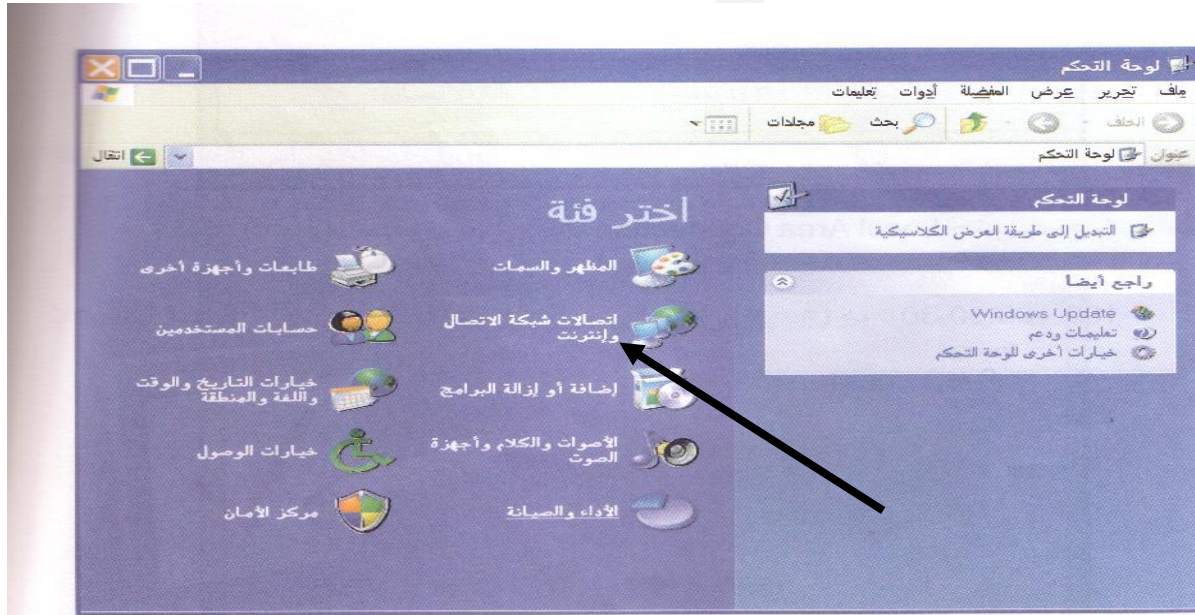 لوحة التحكم
ملف تحرير عرض المفضلة أدوات تعليمات
الخلف بحث مجلدات
عنوان لوحة التحكم انتقال
لوحة التحكم
التبديل إلى طريقة العرض الكلاسيكية
راجع أيضاً
Windows Update
تعليمات ودعم
خيارات أخرى للوحة التحكم
اختر فئة
المظهر والسمات
طابعات وأجهزة أخرى
اتصالات شبكة الاتصال
وإنترنت
حسابات المستخدمين
إضافة أو إزالة البرامج
خيارات التاريخ والوقت
واللغة والمنطقة
الأصوات والكلام وأجهزة
الصوت
خيارات الوصول
الأداء والصيانة
مركز الأمان